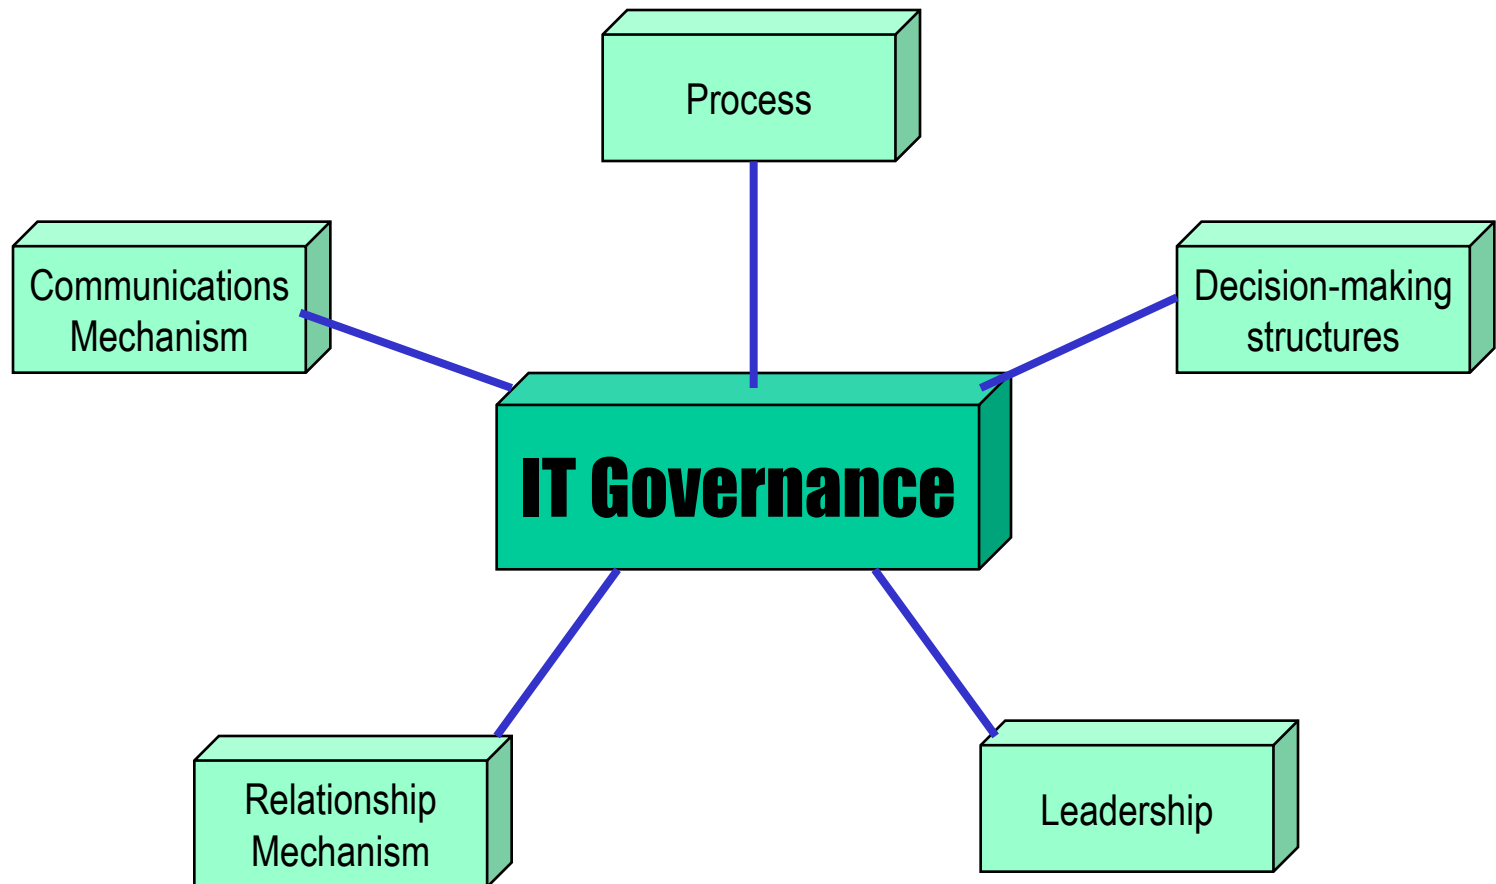 Process
Communications
Mechanism
Decision-making
structures
IT Governance
Relationship
Mechanism
Leadership